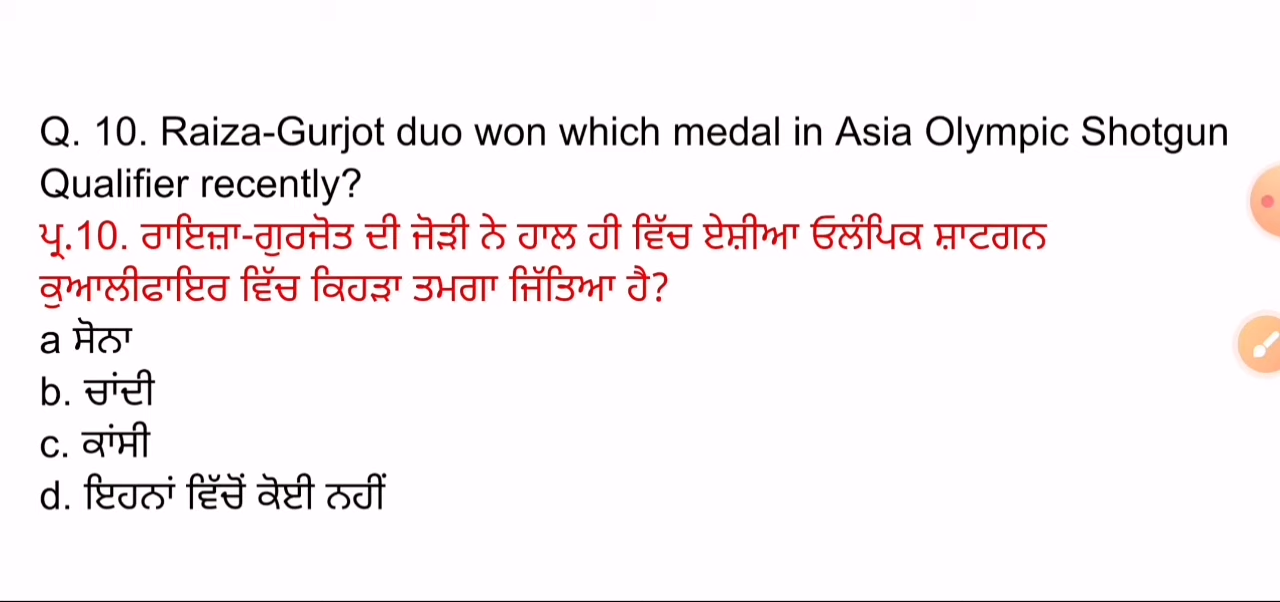 Q. 10. Raiza-Gurjot duo won which medal in Asia Olympic Shotgun
Qualifier recently?
ਪ੍ਰ.10. ਰਾਇਜ਼ਾ-ਗੁਰਜੋਤ ਦੀ ਜੋੜੀ ਨੇ ਹਾਲ ਹੀ ਵਿੱਚ ਏਸ਼ੀਆ ਓਲੰਪਿਕ ਸ਼ਾਟਗਨ
ਕੁਆਲੀਫਾਇਰ ਵਿੱਚ ਕਿਹੜਾ ਤਮਗਾ ਜਿੱਤਿਆ ਹੈ?
a ਸੋਨਾ
b. ਚਾਂਦੀ
c. ਕਾਂਸੀ
d. ਇਹਨਾਂ ਵਿੱਚੋਂ ਕੋਈ ਨਹੀਂ